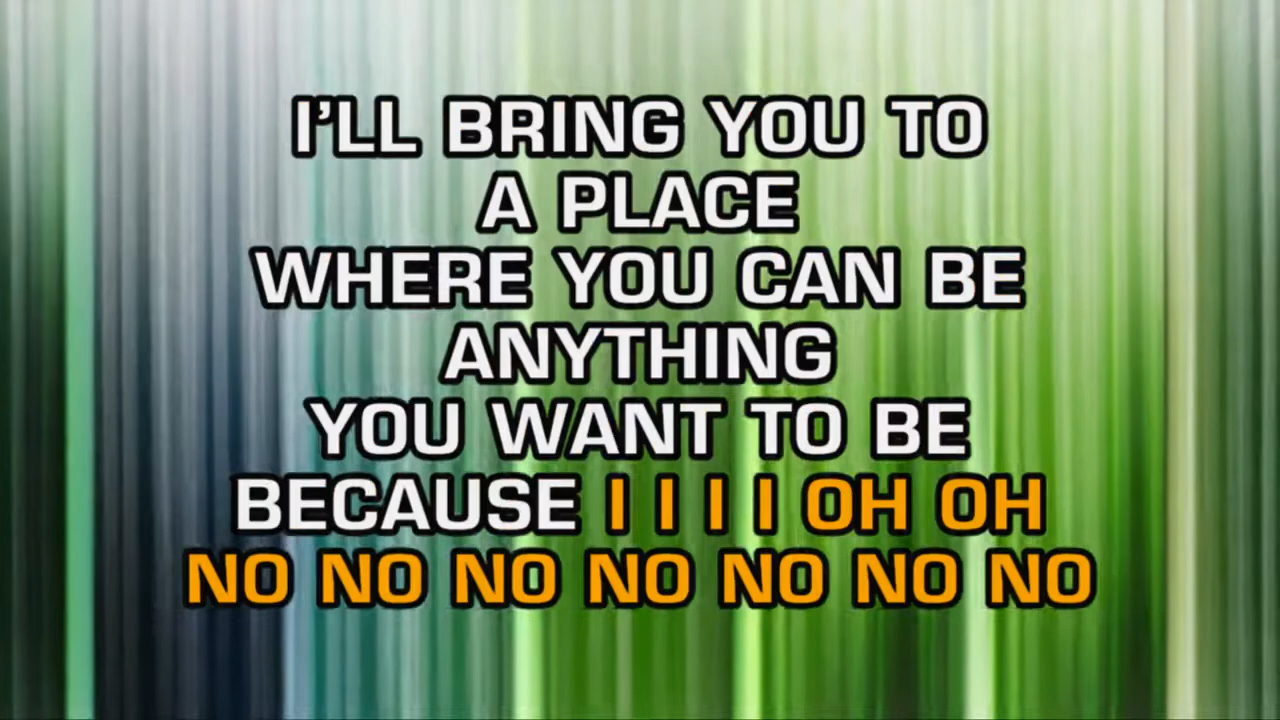 I'LL BRING YOU TO
A PLACE
WHERE YOU CAN BE
ANYTHING
YOU WANT TO BE
BECAUSE I I I I OH OH
NO NO NO NO NO NO NO